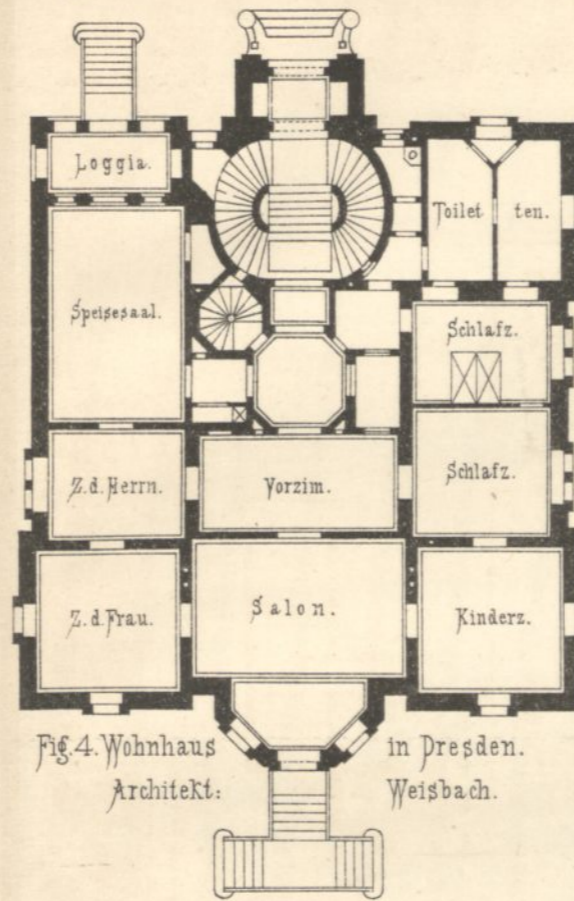 Loggia.
Toilet ten.
Speisesaal.
Schlafz.
Z.d.Herrn.
Vorzim.
Schlafz.
Z.d.Frau.
Salon.
Kinderz.
Fig.4. Wohnhaus in Dresden.
Architekt: Weisbach.